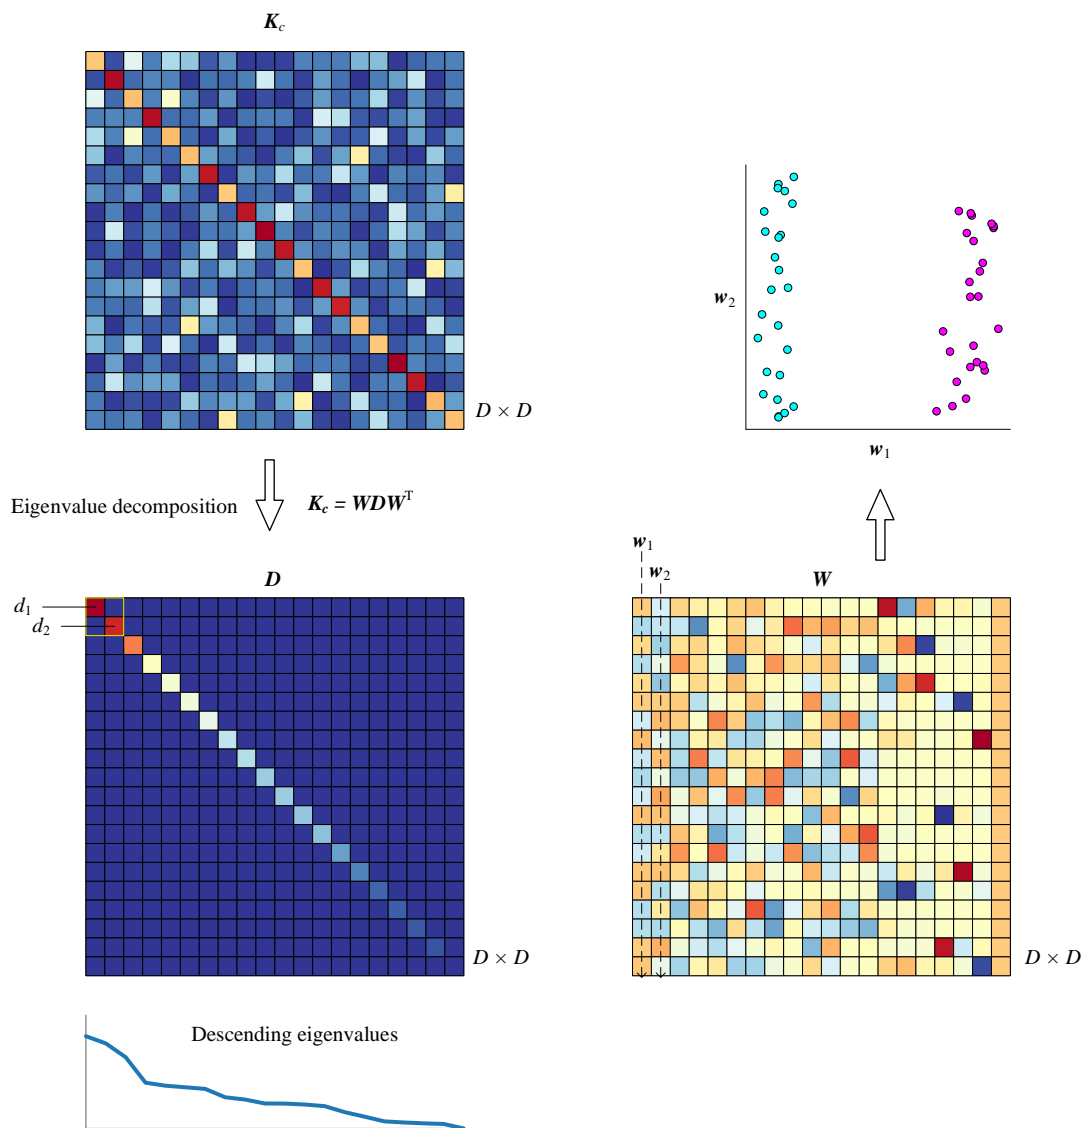 K_c
D × D
Eigenvalue decomposition
K_c = WDW^T
D
d_1
d_2
D × D
Descending eigenvalues
w_2
w_1
w_1
w_2
W
D × D